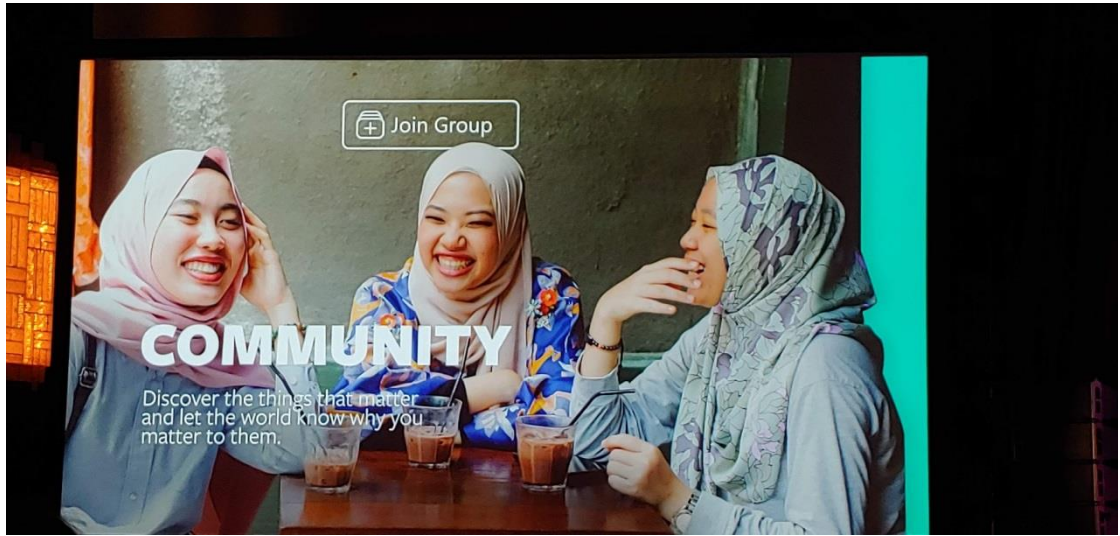 Join Group
COMMUNITY
Discover the things that matter
and let the world know why you
matter to them.